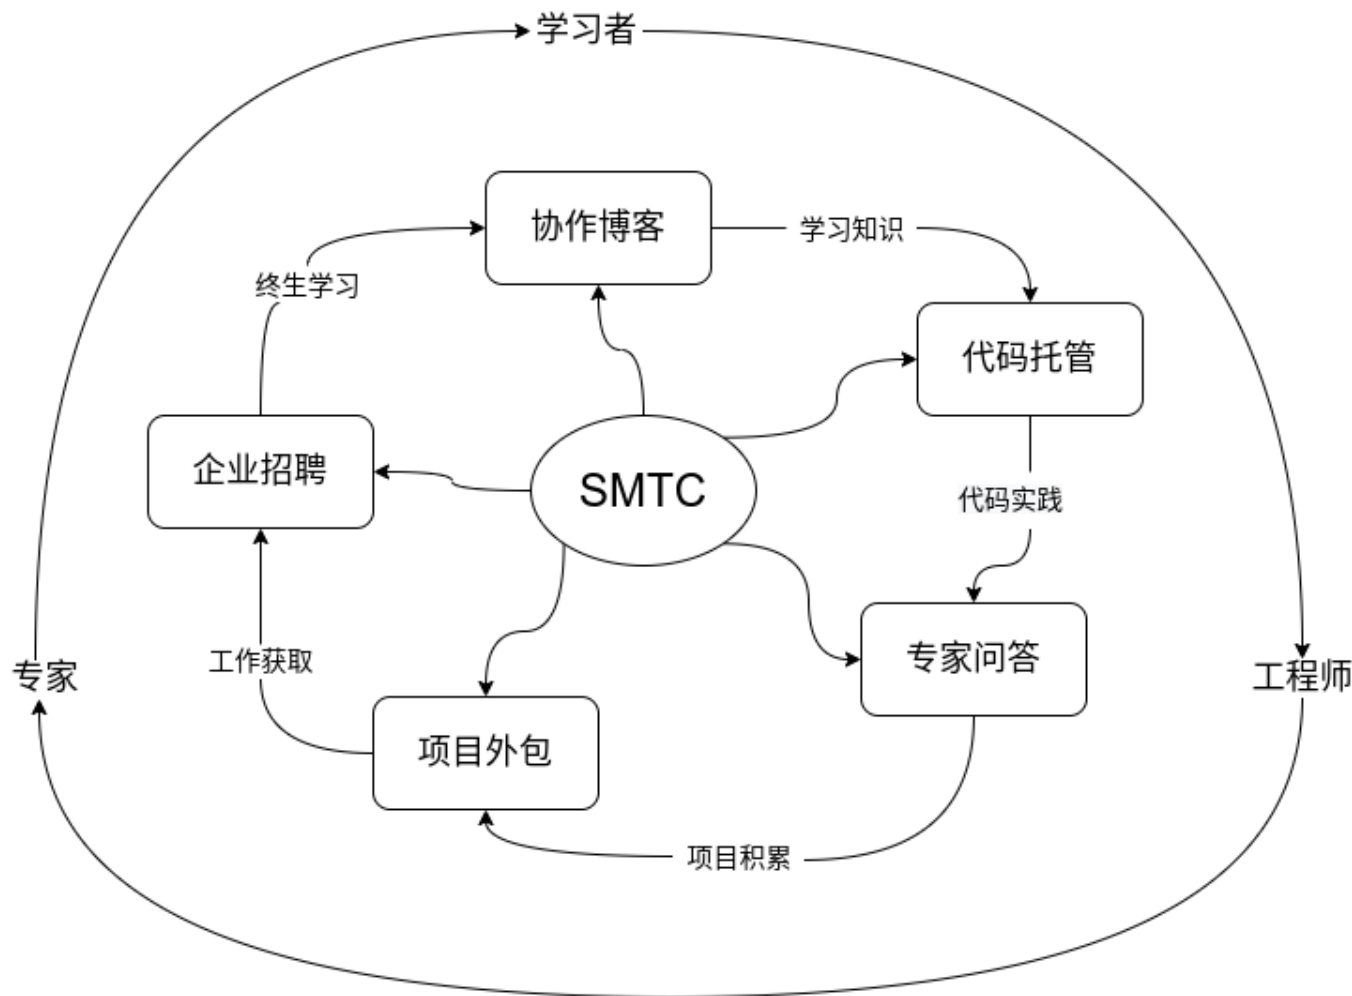 学习者
协作博客
学习知识
终生学习
代码托管
企业招聘
SMTC
代码实践
专家问答
工作获取
专家
工程师
项目外包
项目积累